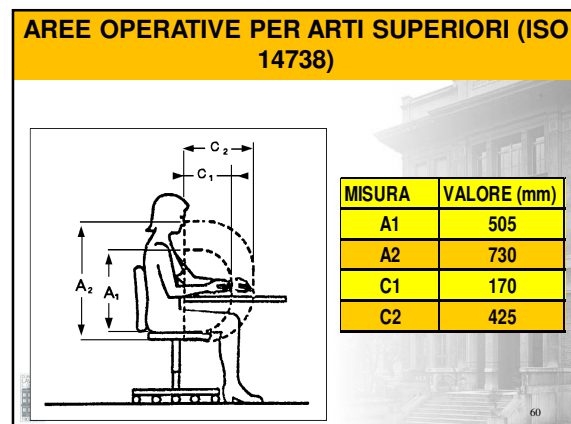 AREE OPERATIVE PER ARTI SUPERIORI (ISO
14738)
C2
C1
A2
A1
MISURA VALORE (mm)
A1 505
A2 730
C1 170
C2 425
60